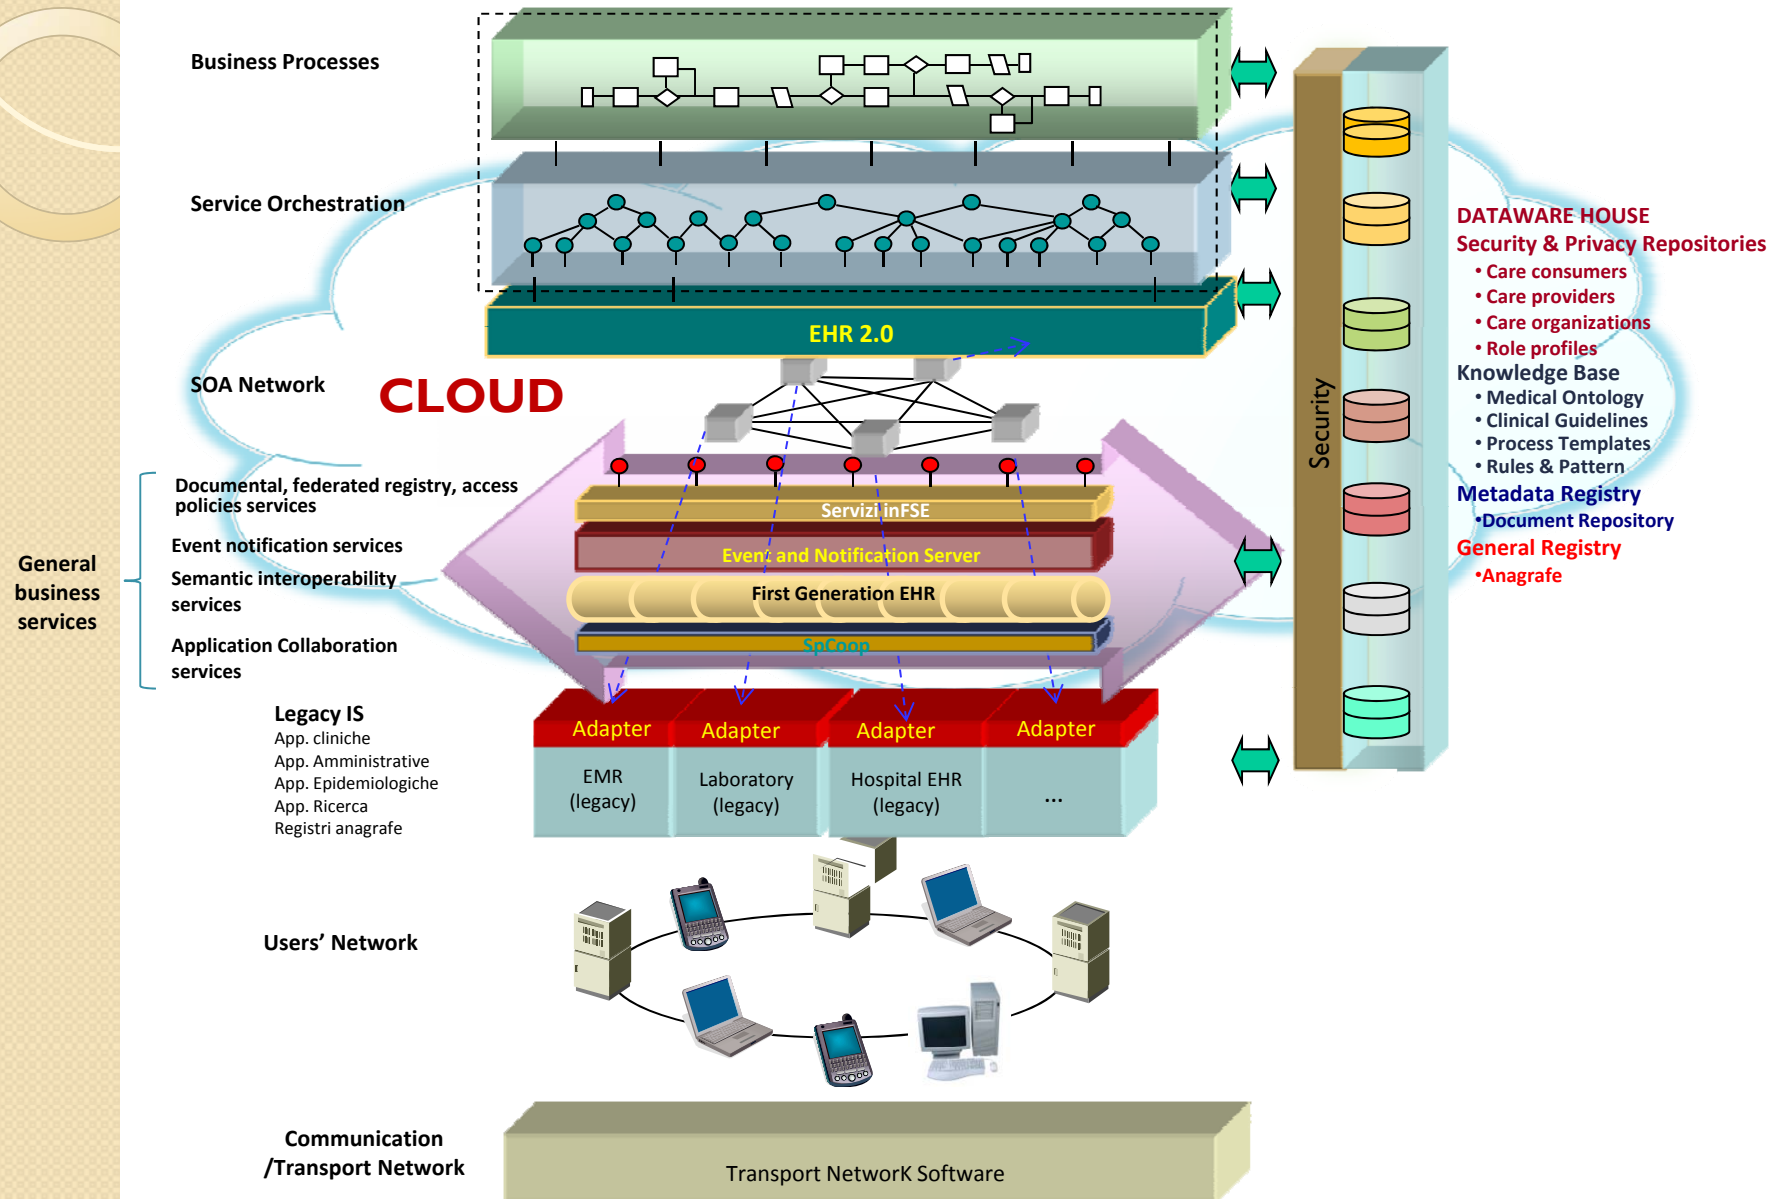 Business Processes
Service Orchestration
EHR 2.0
SOA Network
CLOUD
General
business
services
Documental, federated registry, access
policies services
Event notification services
Semantic interoperability
services
Application Collaboration
services
Servizi inFSE
Event and Notification Server
First Generation EHR
SpCoop
Legacy IS
App. cliniche
App. Amministrative
App. Epidemiologiche
App. Ricerca
Registri anagrafe
Adapter
Adapter
Adapter
Adapter
EMR
(legacy)
Laboratory
(legacy)
Hospital EHR
(legacy)
...
Users’ Network
Communication
/Transport Network
Transport NetworK Software
Security
DATAWARE HOUSE
Security & Privacy Repositories
• Care consumers
• Care providers
• Care organizations
• Role profiles
Knowledge Base
• Medical Ontology
• Clinical Guidelines
• Process Templates
• Rules & Pattern
Metadata Registry
•Document Repository
General Registry
•Anagrafe